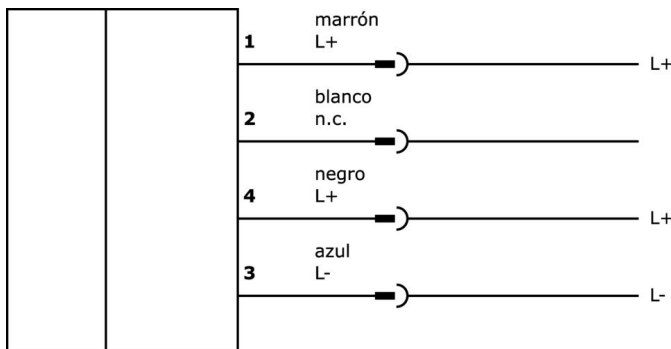 marrón
1 L+
L+
blanco
2 n.c.
negro
4 L+
L+
azul
3 L-
L-